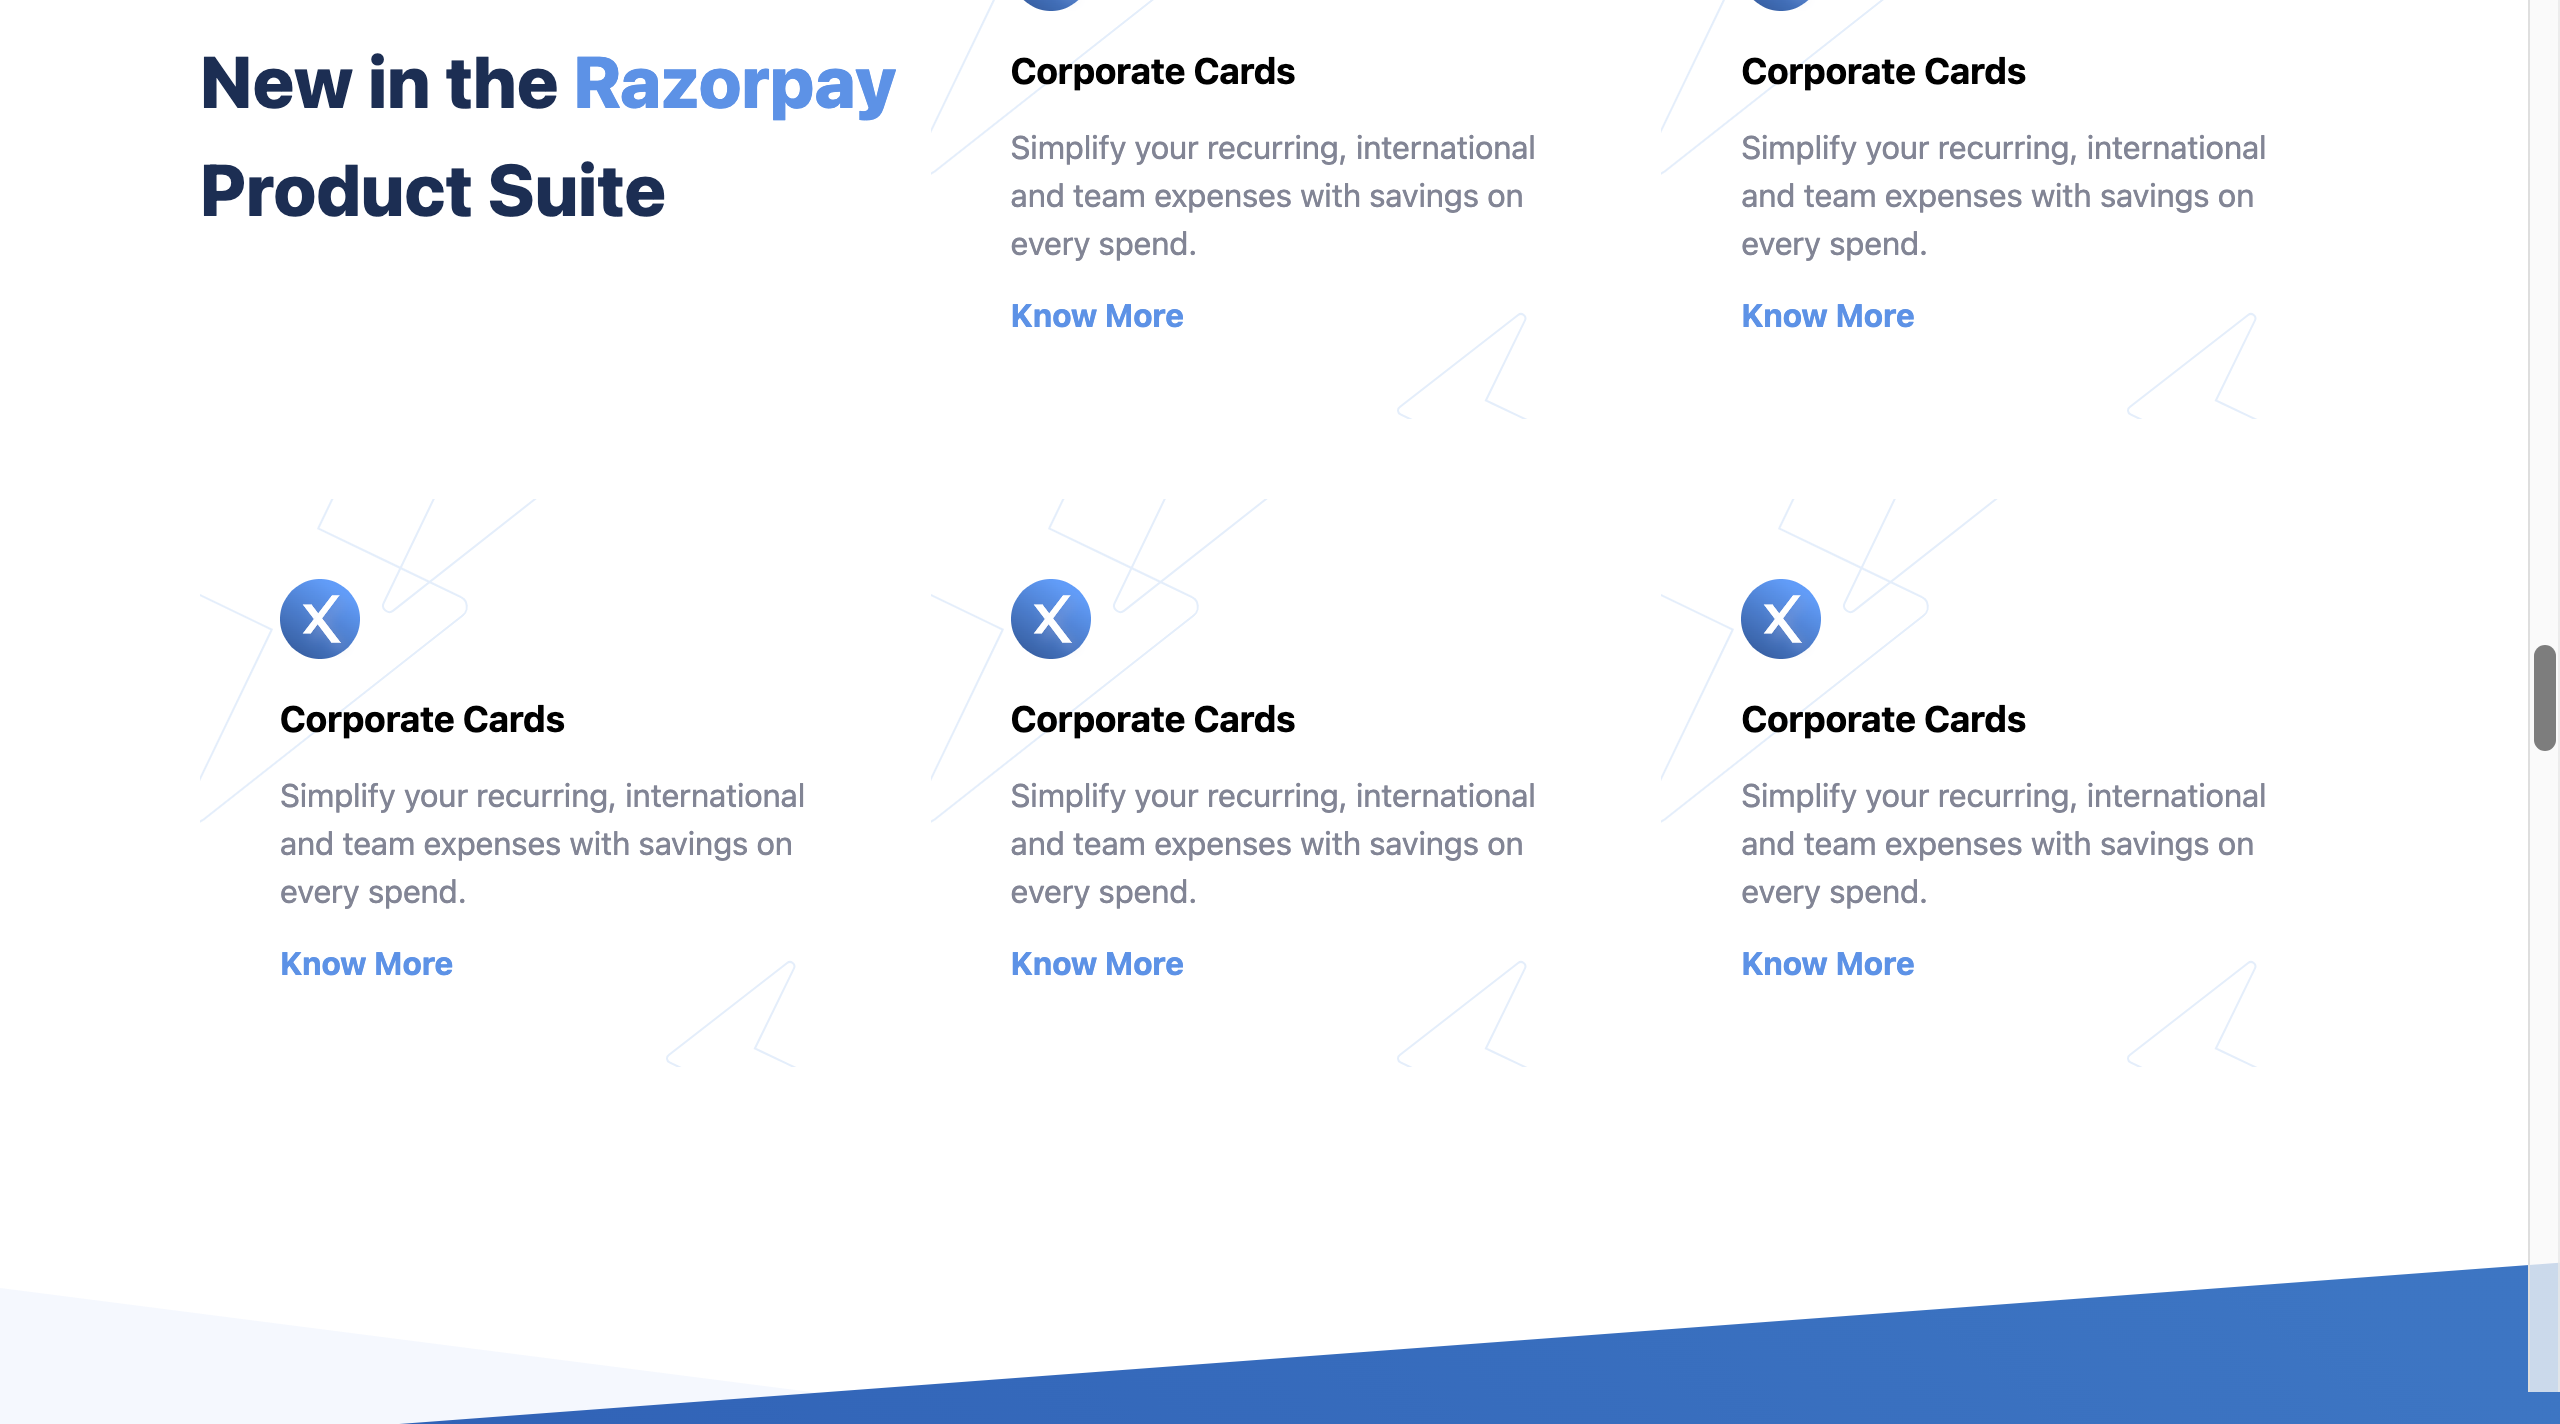 New in the Razorpay
Product Suite
Corporate Cards
Simplify your recurring, international
and team expenses with savings on
every spend.
Know More
Corporate Cards
Simplify your recurring, international
and team expenses with savings on
every spend.
Know More
Corporate Cards
Simplify your recurring, international
and team expenses with savings on
every spend.
Know More
Corporate Cards
Simplify your recurring, international
and team expenses with savings on
every spend.
Know More
Corporate Cards
Simplify your recurring, international
and team expenses with savings on
every spend.
Know More